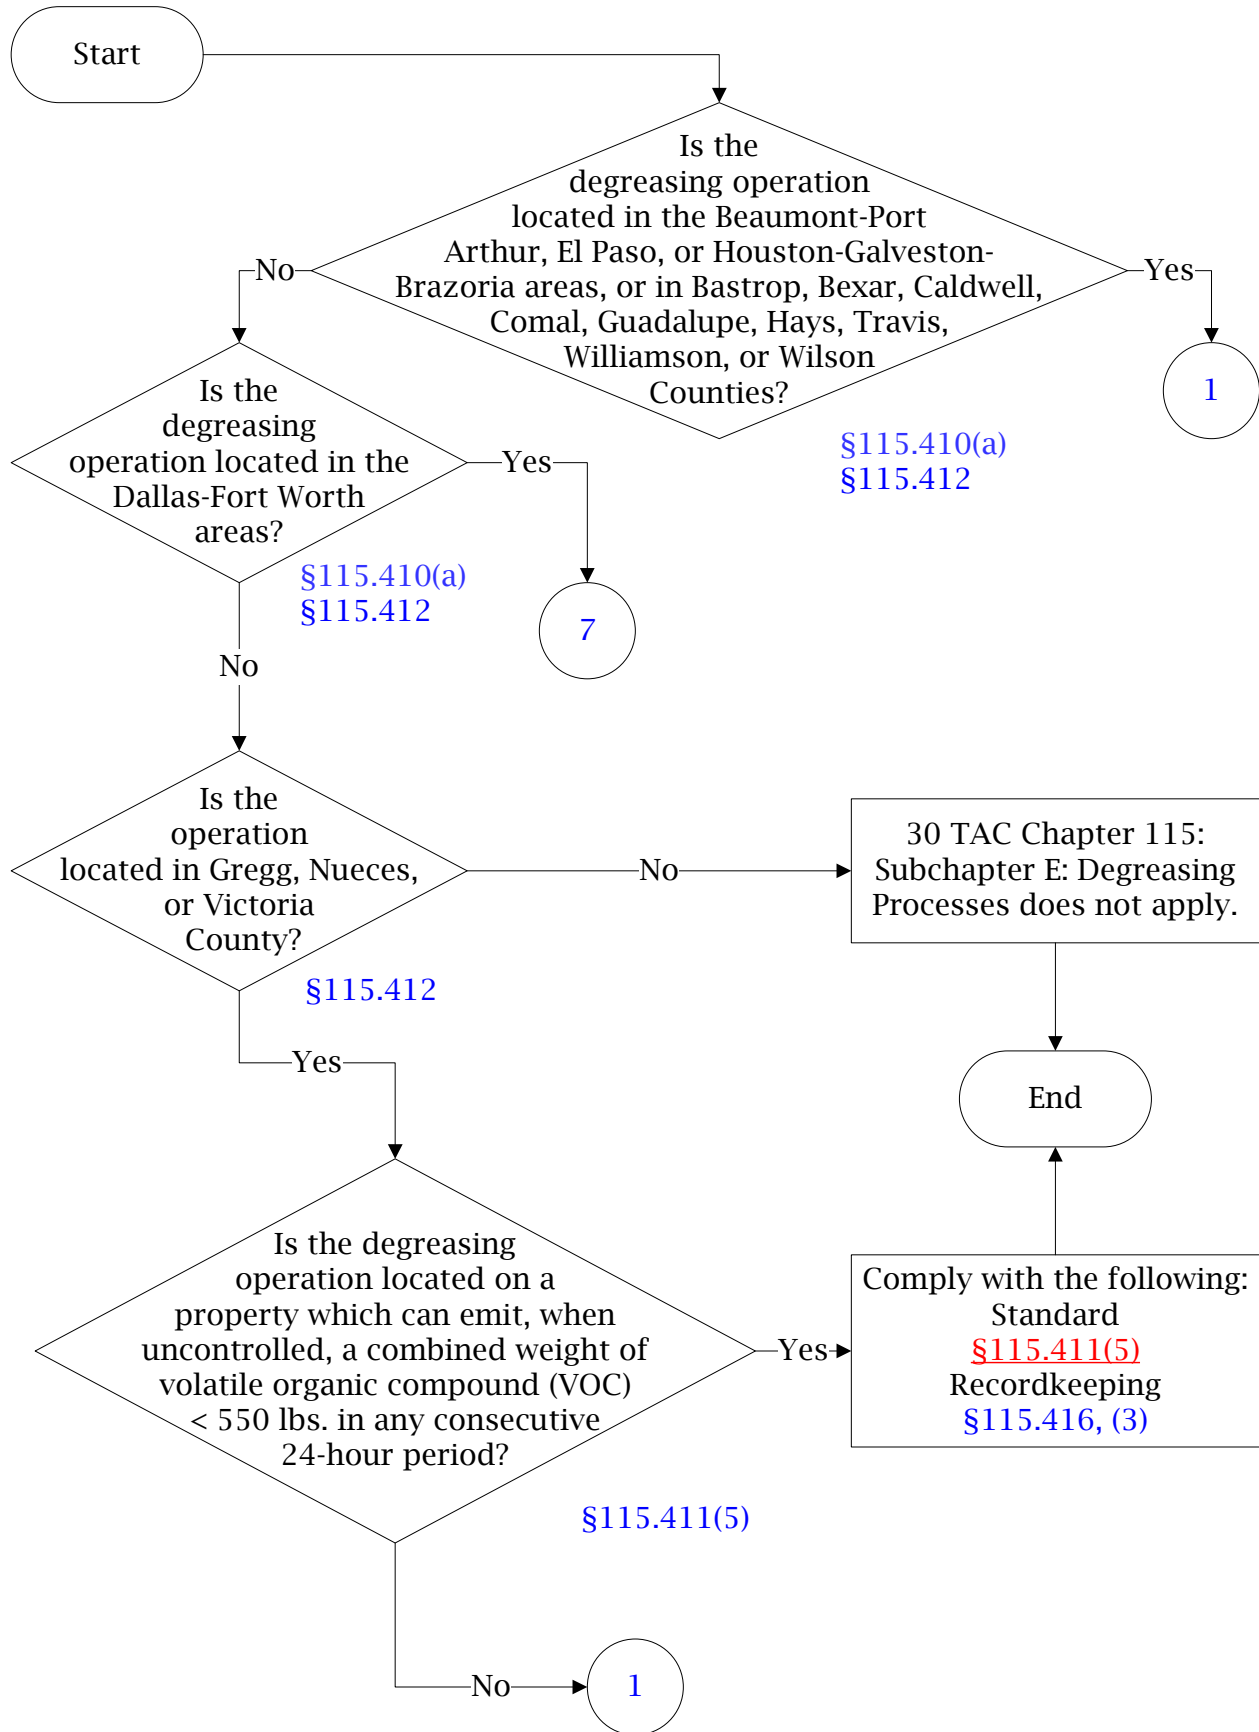 Start
Is the
degreasing operation
located in the Beaumont-Port
Arthur, El Paso, or Houston-Galveston-
Brazoria areas, or in Bastrop, Bexar, Caldwell,
Comal, Guadalupe, Hays, Travis,
Williamson, or Wilson
Counties?
No
Yes
1
§115.410(a)
§115.412
Is the
degreasing
operation located in the
Dallas-Fort Worth
areas?
Yes
7
§115.410(a)
§115.412
No
Is the
operation
located in Gregg, Nueces,
or Victoria
County?
No
30 TAC Chapter 115:
Subchapter E: Degreasing
Processes does not apply.
§115.412
Yes
End
Is the degreasing
operation located on a
property which can emit, when
uncontrolled, a combined weight of
volatile organic compound (VOC)
< 550 lbs. in any consecutive
24-hour period?
Yes
Comply with the following:
Standard
§115.411(5)
Recordkeeping
§115.416, (3)
§115.411(5)
No
1